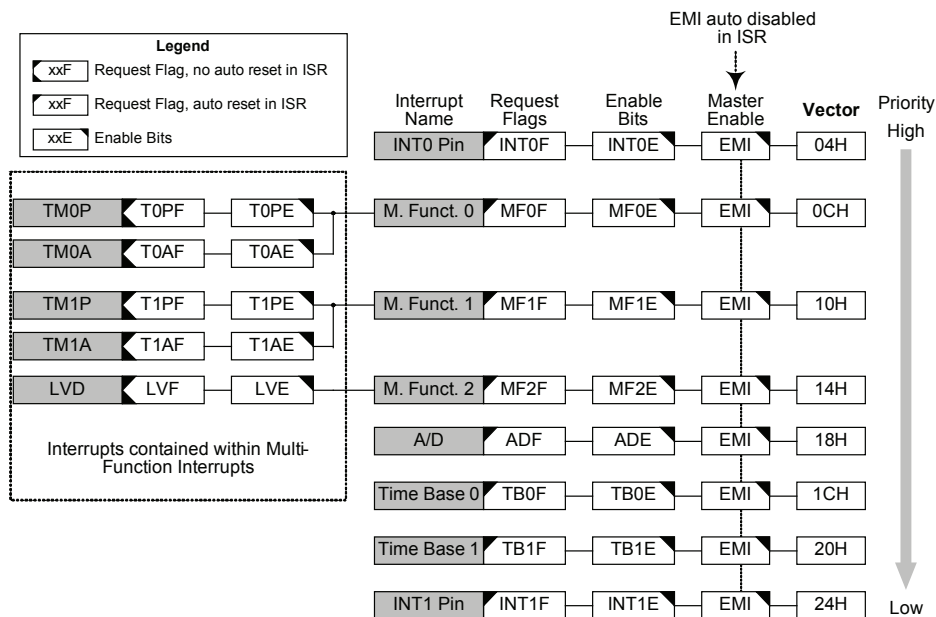 EMI auto disabled
in ISR
Legend
xxF Request Flag, no auto reset in ISR
xxF Request Flag, auto reset in ISR
xxE Enable Bits
Interrupt Name Request Flags Enable Bits Master Enable Vector Priority
High
INT0 Pin INT0F INT0E EMI 04H
TM0P T0PF T0PE M. Funct. 0 MF0F MF0E EMI 0CH
TM0A T0AF T0AE
TM1P T1PF T1PE M. Funct. 1 MF1F MF1E EMI 10H
TM1A T1AF T1AE
LVD LVF LVE M. Funct. 2 MF2F MF2E EMI 14H
A/D ADF ADE EMI 18H
Interrupts contained within Multi-
Function Interrupts
Time Base 0 TB0F TB0E EMI 1CH
Time Base 1 TB1F TB1E EMI 20H
INT1 Pin INT1F INT1E EMI 24H Low